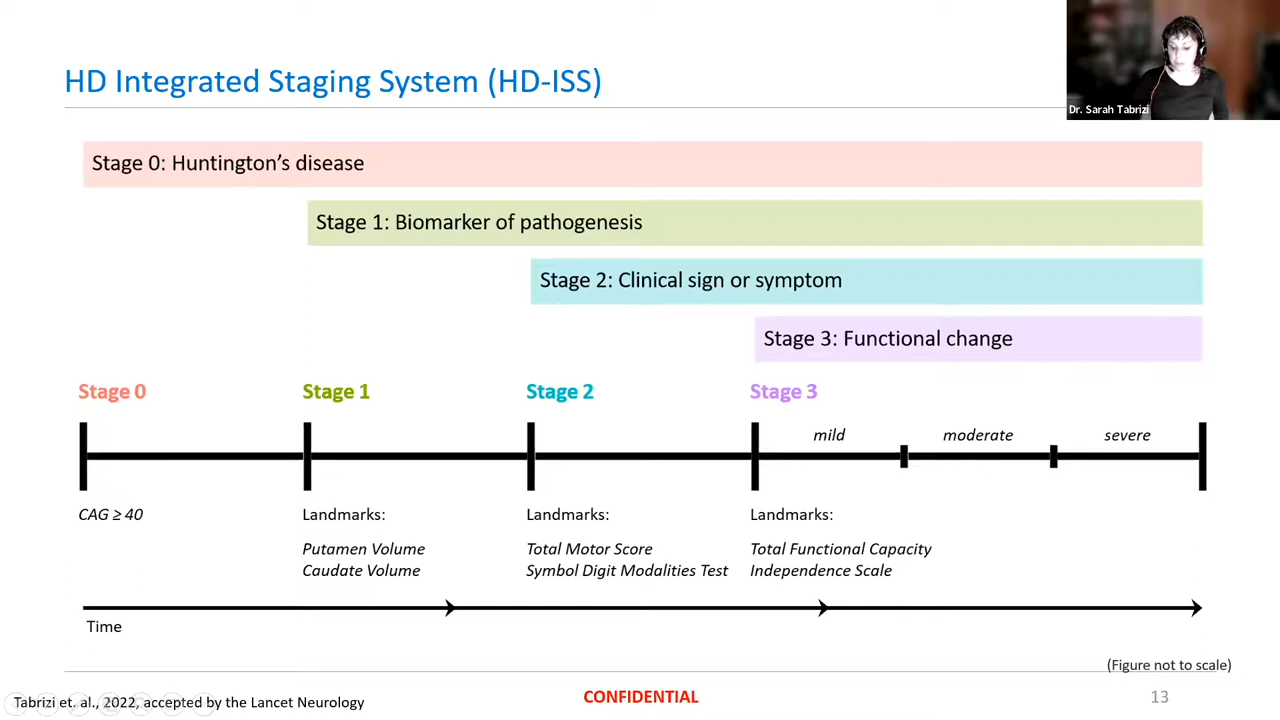 HD Integrated Staging System (HD-ISS)
Dr. Sarah Tabrizi
Stage 0: Huntington’s disease
Stage 1: Biomarker of pathogenesis
Stage 2: Clinical sign or symptom
Stage 3: Functional change
Stage 0
Stage 1
Stage 2
Stage 3
mild
moderate
severe
CAG ≥ 40
Landmarks:
Putamen Volume
Caudate Volume
Landmarks:
Total Motor Score
Symbol Digit Modalities Test
Landmarks:
Total Functional Capacity
Independence Scale
Time
(Figure not to scale)
Tabrizi et. al., 2022, accepted by the Lancet Neurology
CONFIDENTIAL
13